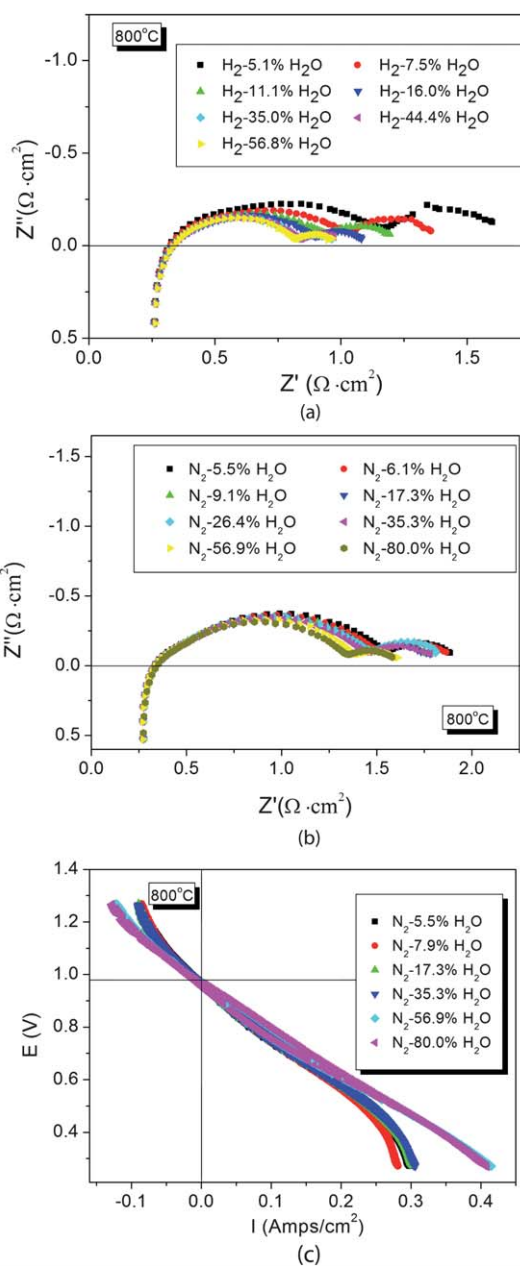 800°C
H₂-5.1% H₂O H₂-7.5% H₂O
H₂-11.1% H₂O H₂-16.0% H₂O
H₂-35.0% H₂O H₂-44.4% H₂O
H₂-56.8% H₂O
-1.0
-0.5
0.0
0.5
Z''(Ω·cm²)
0.0 0.5 1.0 1.5
Z' (Ω·cm²)
(a)
N₂-5.5% H₂O N₂-6.1% H₂O
N₂-9.1% H₂O N₂-17.3% H₂O
N₂-26.4% H₂O N₂-35.3% H₂O
N₂-56.9% H₂O N₂-80.0% H₂O
-1.5
-1.0
-0.5
0.0
0.5
Z''(Ω·cm²)
800°C
0.0 0.5 1.0 1.5 2.0
Z'(Ω·cm²)
(b)
1.4
1.2
1.0
0.8
0.6
0.4
E (V)
800°C
N₂-5.5% H₂O
N₂-7.9% H₂O
N₂-17.3% H₂O
N₂-35.3% H₂O
N₂-56.9% H₂O
N₂-80.0% H₂O
-0.1 0.0 0.1 0.2 0.3 0.4
I (Amps/cm²)
(c)